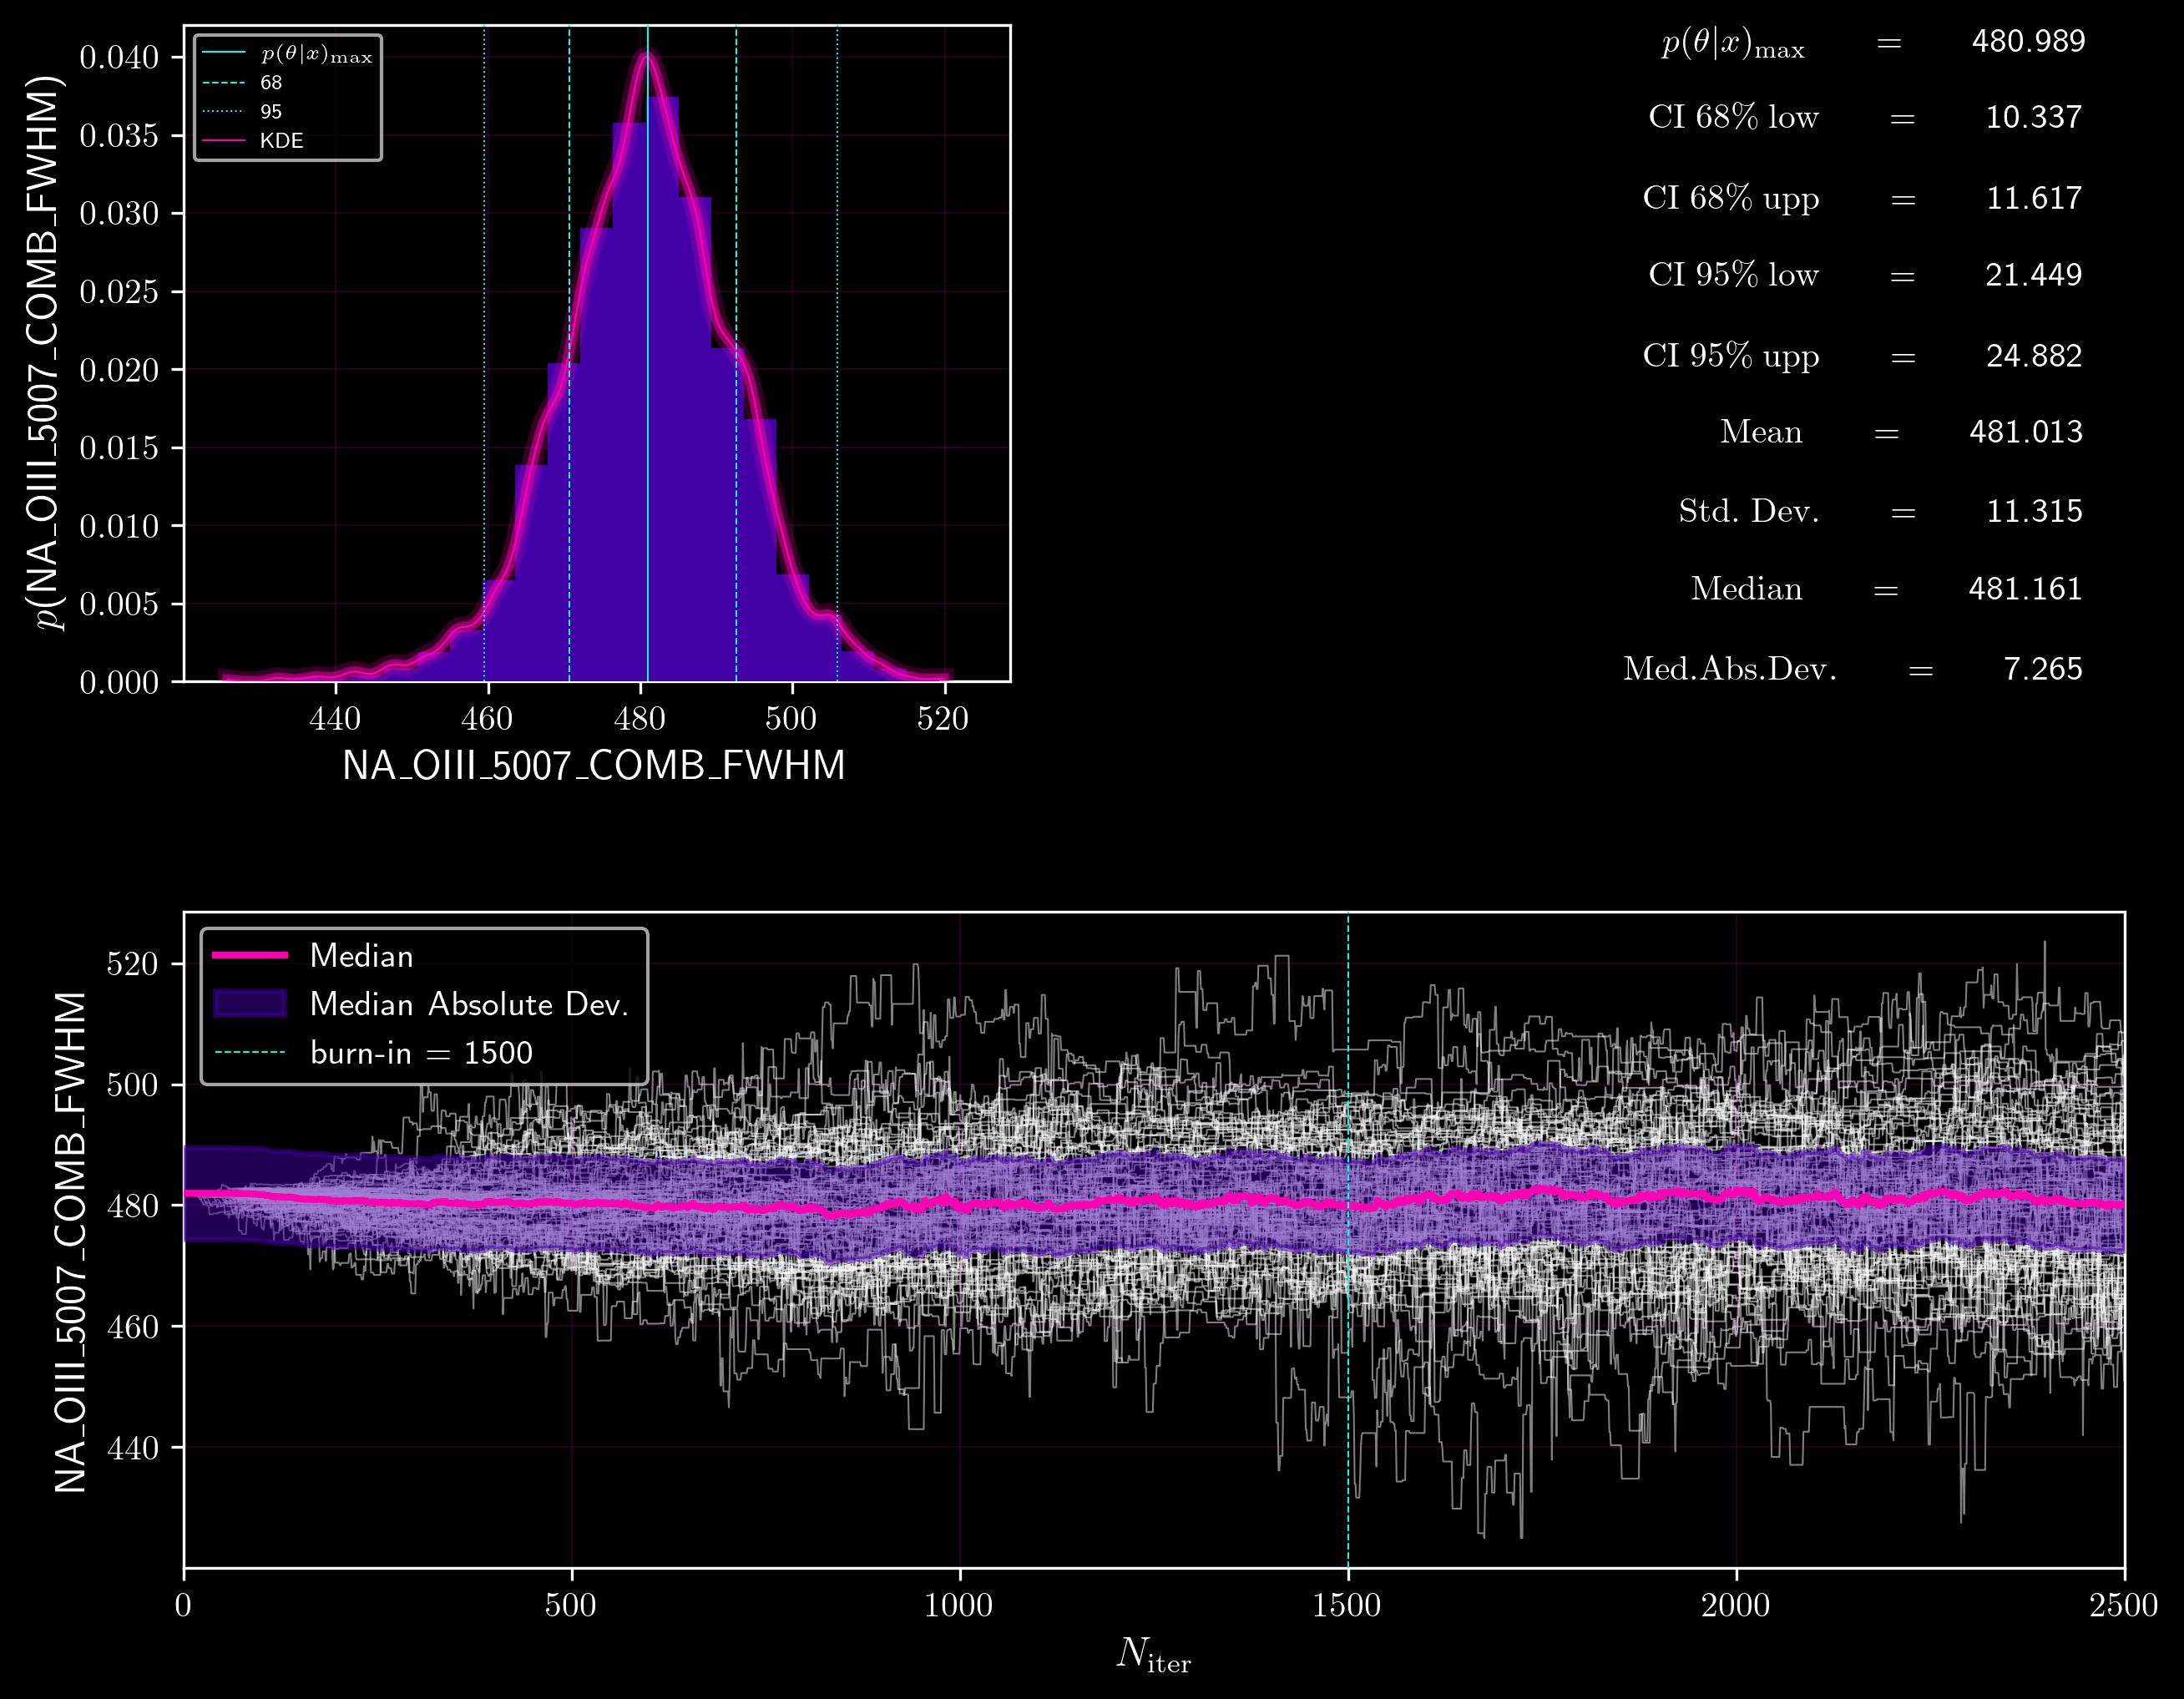 p(NA_OIII_5007_COMB_FWHM)
0.040
0.035
0.030
0.025
0.020
0.015
0.010
0.005
0.000
p(θ|x)max
68
95
KDE
440 460 480 500 520
NA_OIII_5007_COMB_FWHM
p(θ|x)max = 480.989
CI 68% low = 10.337
CI 68% upp = 11.617
CI 95% low = 21.449
CI 95% upp = 24.882
Mean = 481.013
Std. Dev. = 11.315
Median = 481.161
Med.Abs.Dev. = 7.265
NA_OIII_5007_COMB_FWHM
520
500
480
460
440
Median
Median Absolute Dev.
burn-in = 1500
0 500 1000 1500 2000 2500
Niter